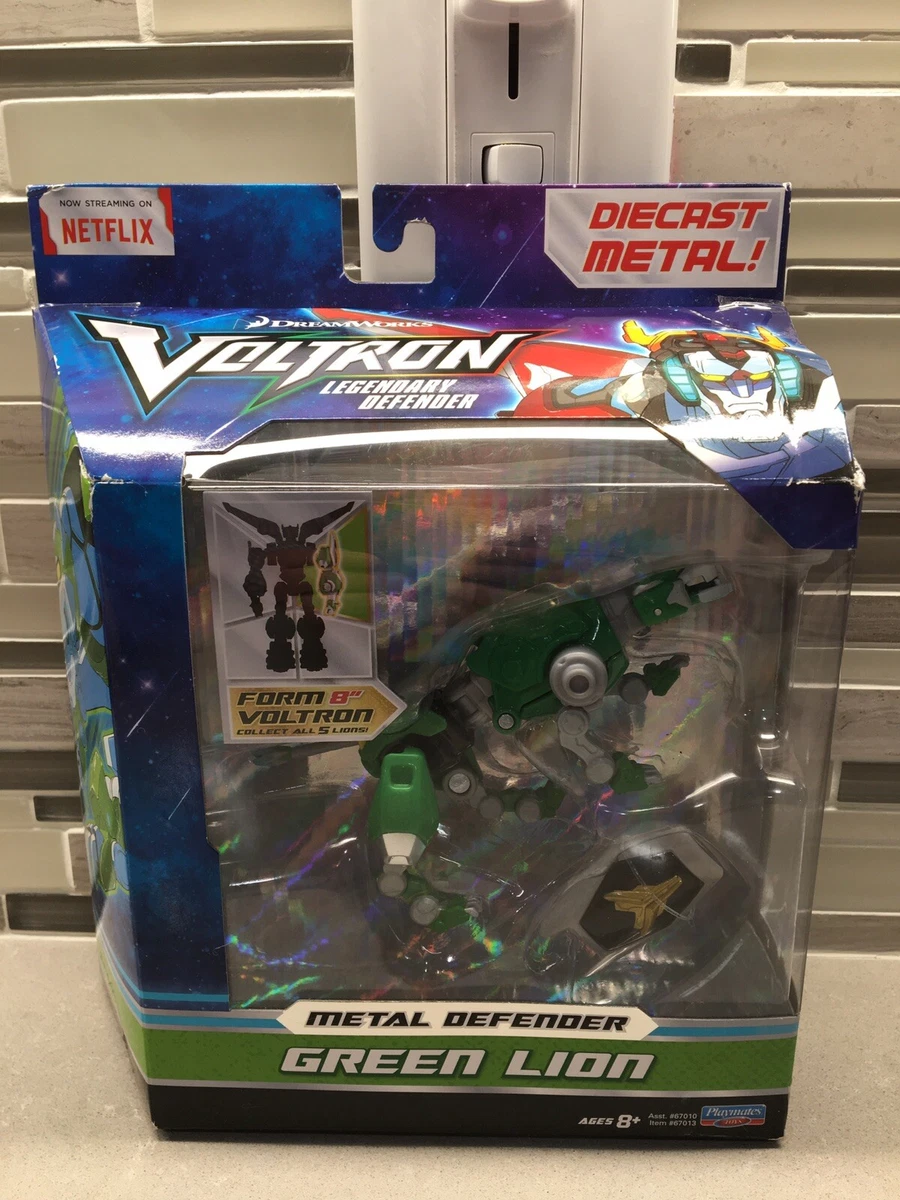 NOW STREAMING ON
NETFLIX
DIECAST
METAL!
DREAMWORKS
VOLTRON
LEGENDARY
DEFENDER
FORM 8"
VOLTRON
COLLECT ALL 5 LIONS!
METAL DEFENDER
GREEN LION
AGES 8+
Asst. #67010
Item #67013
Playmates
TOYS